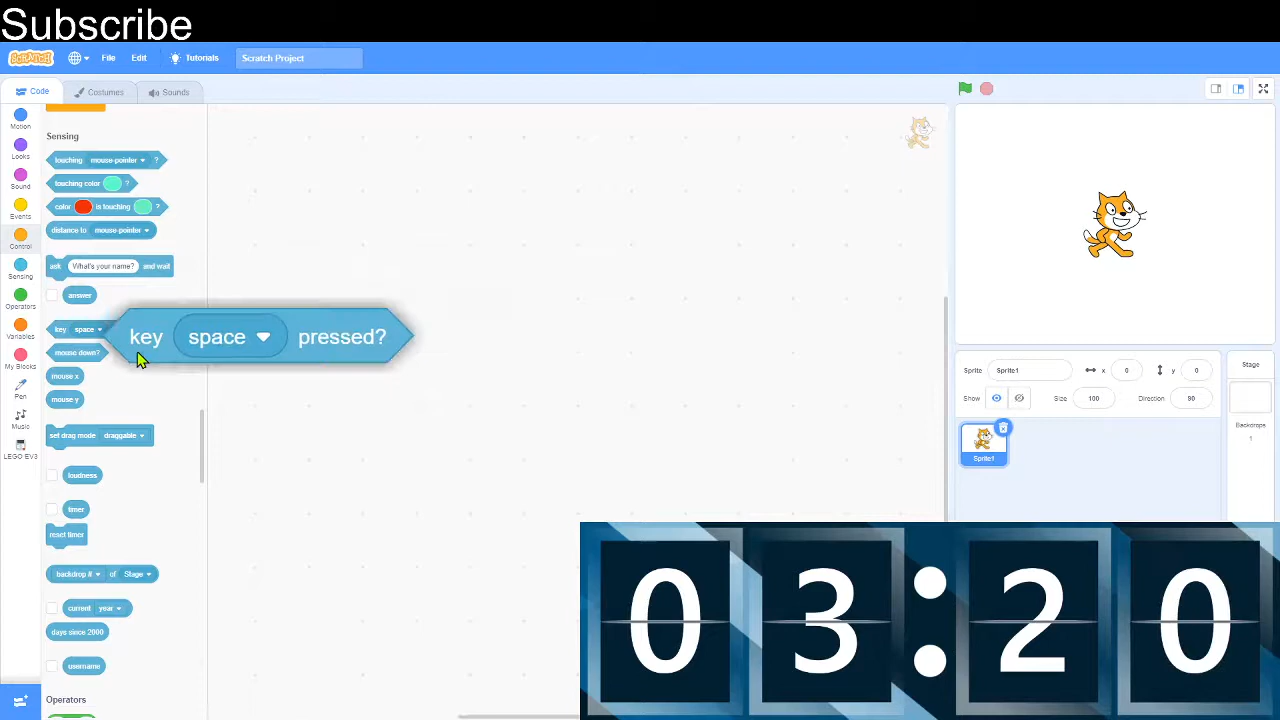 Subscribe
SCRATCH
File
Edit
Tutorials
Scratch Project
Code
Costumes
Sounds
Motion
Looks
Sound
Events
Control
Sensing
Operators
Variables
My Blocks
Pen
Music
LEGO EV3
Sensing
touching mouse-pointer ?
touching color ?
color is touching ?
distance to mouse-pointer
ask What's your name? and wait
answer
key space
key space pressed?
mouse down?
mouse x
mouse y
set drag mode draggable
loudness
timer
reset timer
backdrop # of Stage
current year
days since 2000
username
Operators
Sprite Sprite1 x 0 y 0
Show Size 100 Direction 90
Sprite1
Stage
Backdrops
1
03:20